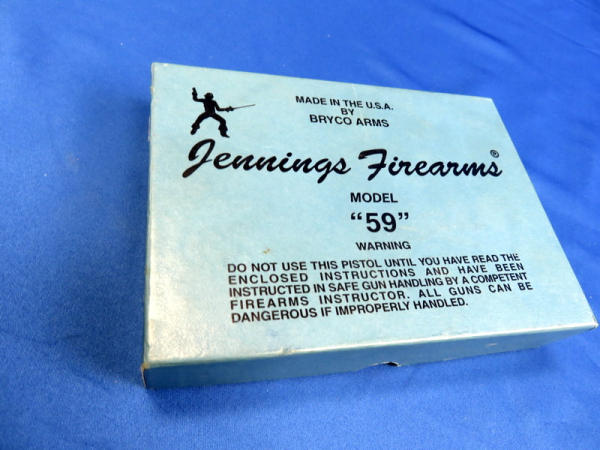 MADE IN THE U.S.A.
BY
BRYCO ARMS
Jennings Firearms®
MODEL
"59"
WARNING
DO NOT USE THIS PISTOL UNTIL YOU HAVE READ THE
ENCLOSED INSTRUCTIONS AND HAVE BEEN
INSTRUCTED IN SAFE GUN HANDLING BY A COMPETENT
FIREARMS INSTRUCTOR. ALL GUNS CAN BE
DANGEROUS IF IMPROPERLY HANDLED.